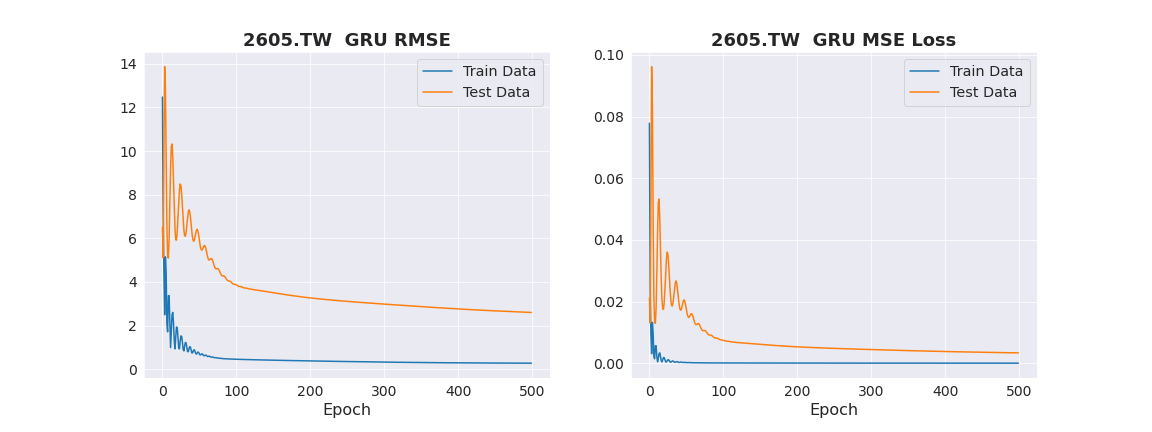 2605.TW  GRU RMSE
14
12
10
8
6
4
2
0
Train Data
Test Data
0 100 200 300 400 500
Epoch
2605.TW  GRU MSE Loss
0.10
0.08
0.06
0.04
0.02
0.00
Train Data
Test Data
0 100 200 300 400 500
Epoch